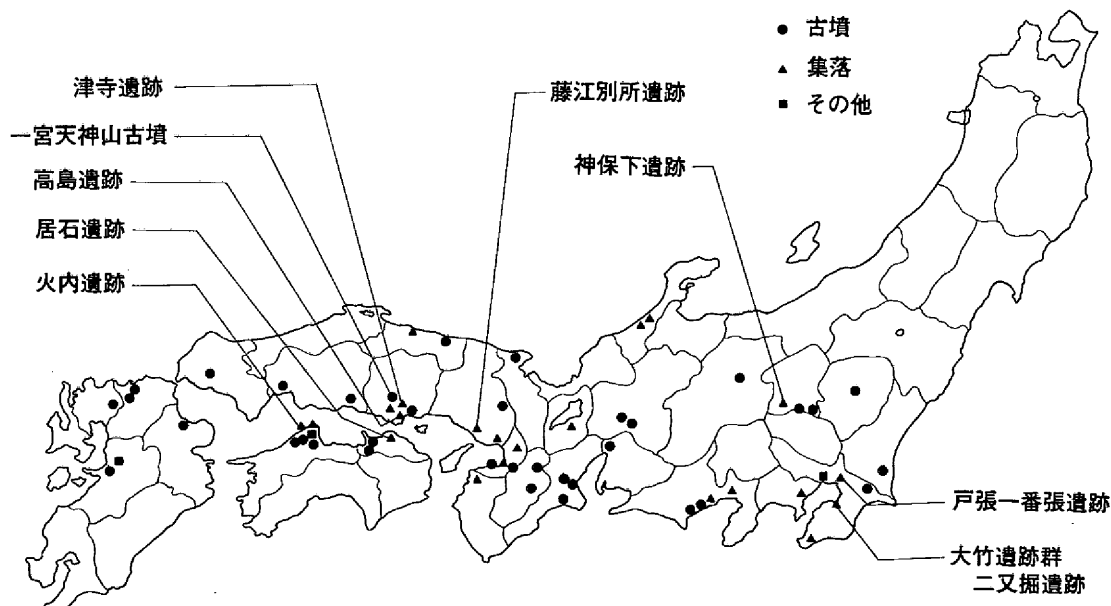 ● 古墳
▲ 集落
■ その他
津寺遺跡
一宮天神山古墳
高島遺跡
居石遺跡
火内遺跡
藤江別所遺跡
神保下遺跡
戸張一番張遺跡
大竹遺跡群
二又掘遺跡